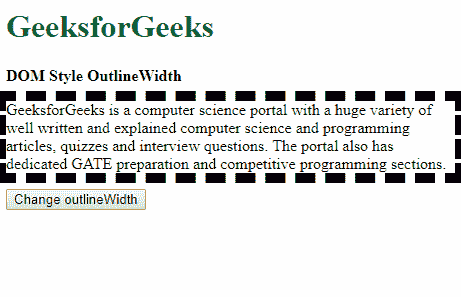 GeeksforGeeks
DOM Style OutlineWidth
GeeksforGeeks is a computer science portal with a huge variety of
well written and explained computer science and programming
articles, quizzes and interview questions. The portal also has
dedicated GATE preparation and competitive programming sections.
Change outlineWidth